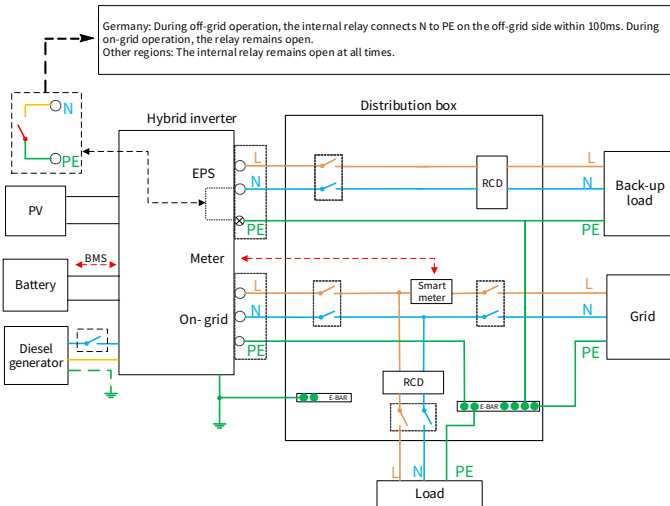 Germany: During off-grid operation, the internal relay connects N to PE on the off-grid side within 100ms. During
on-grid operation, the relay remains open.
Other regions: The internal relay remains open at all times.
N
PE
Hybrid inverter
Distribution box
EPS
L
N
PE
RCD
L
N
PE
Back-up
load
PV
BMS
Battery
Diesel
generator
Meter
On- grid
L
N
PE
Smart
meter
L
N
PE
Grid
RCD
E-BAR
E-BAR
L
N
PE
Load